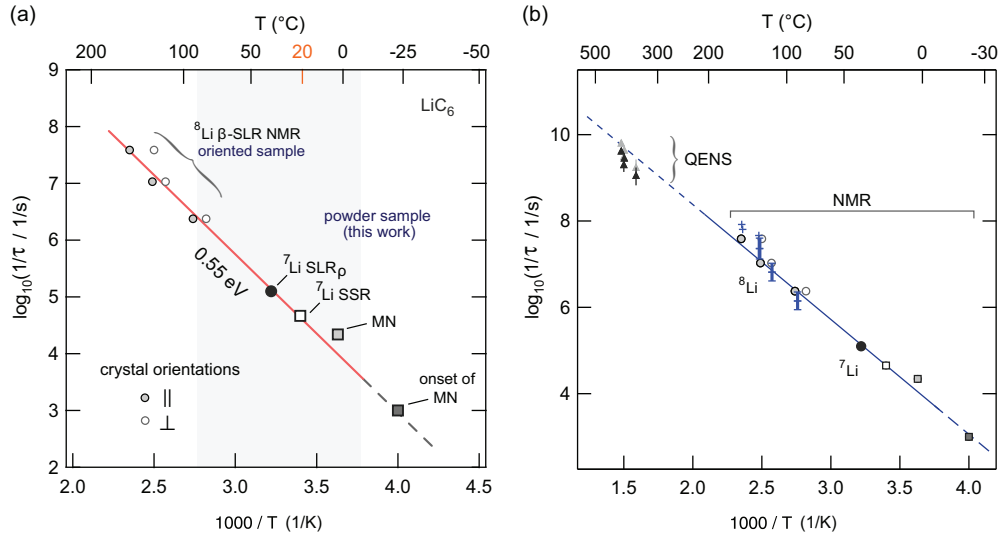 (a)
T (°C)
200 100 40 20 0 -25 -50
9
8
7
6
5
4
3
2
log10(1/τ / 1/s)
LiC6
8Li β-SLR NMR
oriented sample
powder sample
(this work)
0.55 eV
7Li SLRρ
7Li SSR
MN
onset of
MN
crystal orientations
||
⊥
2.0 2.5 3.0 3.5 4.0 4.5
1000 / T (1/K)
(b)
T (°C)
500 300 100 40 0 -30
10
8
6
4
log10(1/τ / 1/s)
QENS
NMR
8Li
7Li
1.5 2.0 2.5 3.0 3.5 4.0
1000 / T (1/K)